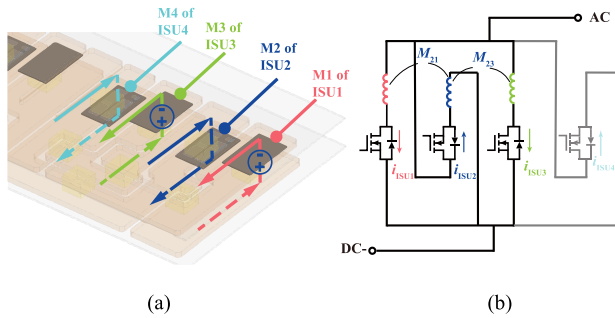 M4 of
ISU4
M3 of
ISU3
M2 of
ISU2
M1 of
ISU1
-
+
-
+
(a)
AC
M21
M23
iISU1
iISU2
iISU3
iISU4
DC-
(b)